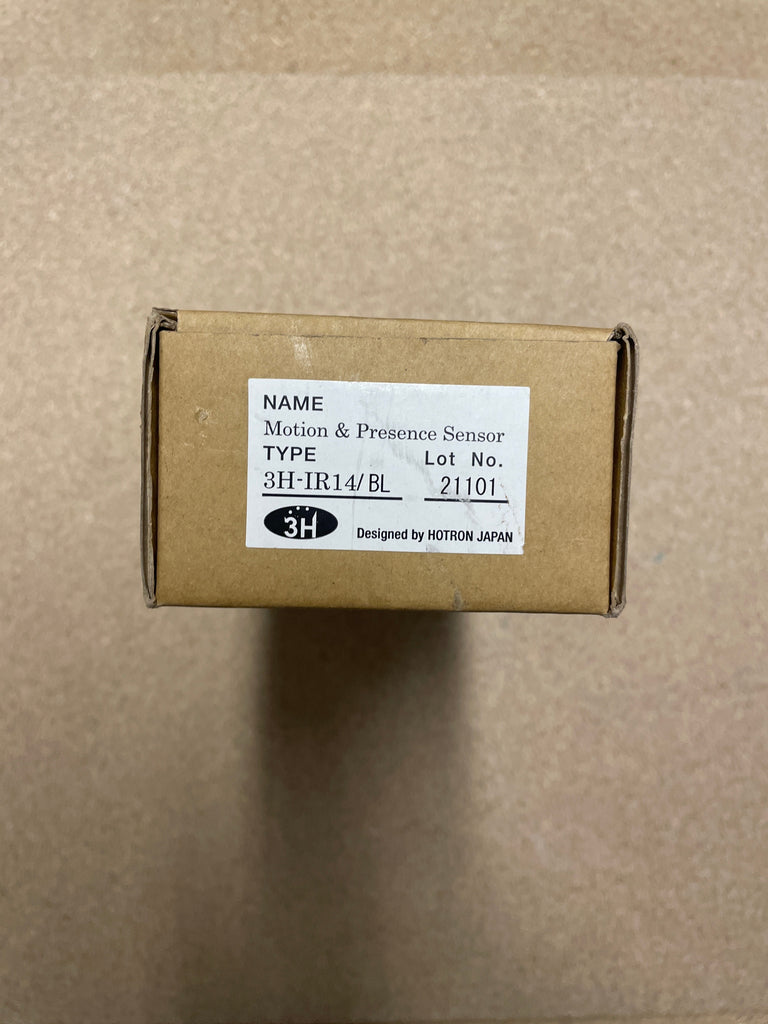 NAME
Motion & Presence Sensor
TYPE Lot No.
3H-IR14/BL 21101
3H Designed by HOTRON JAPAN